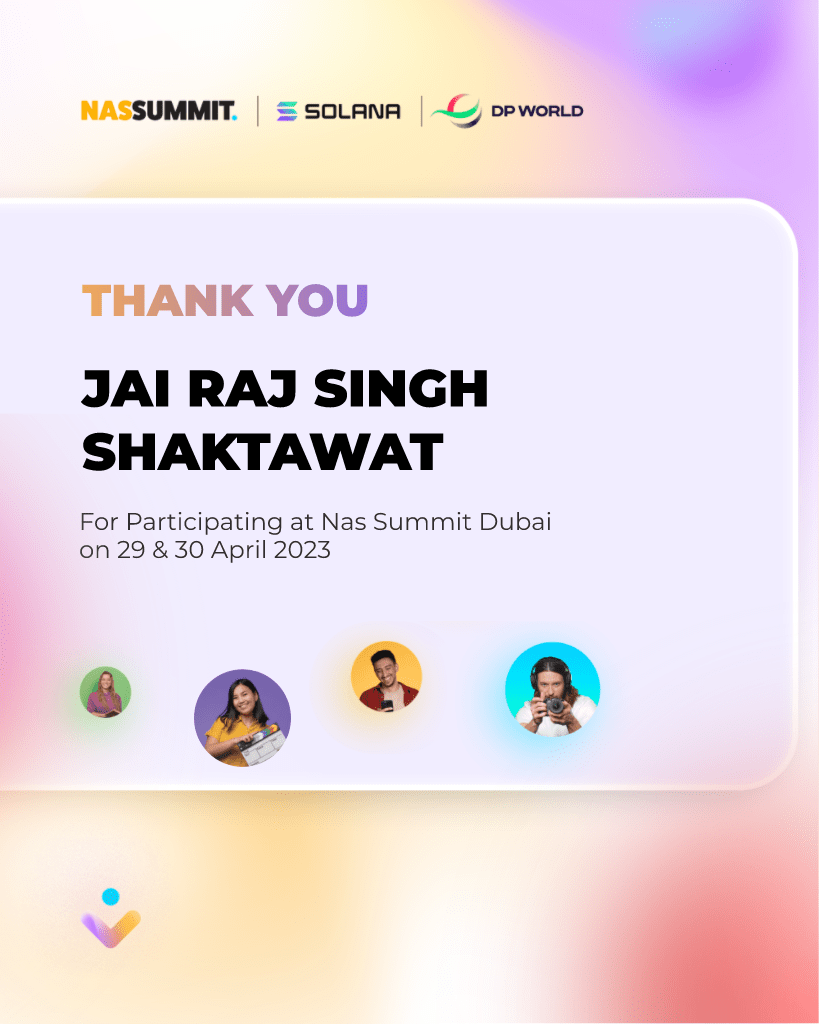 NASSUMMIT. | SOLANA | DP WORLD
THANK YOU
JAI RAJ SINGH
SHAKTAWAT
For Participating at Nas Summit Dubai
on 29 & 30 April 2023